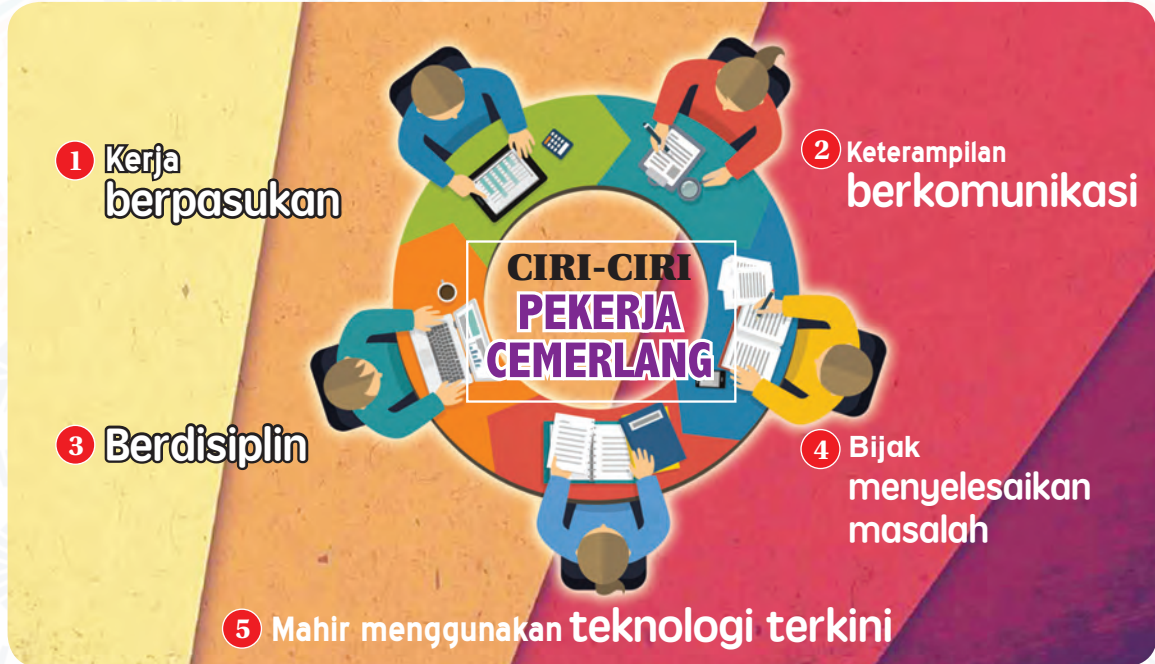 1 Kerja
berpasukan
2 Keterampilan
berkomunikasi
CIRI-CIRI
PEKERJA
CEMERLANG
3 Berdisiplin
4 Bijak
menyelesaikan
masalah
5 Mahir menggunakan teknologi terkini